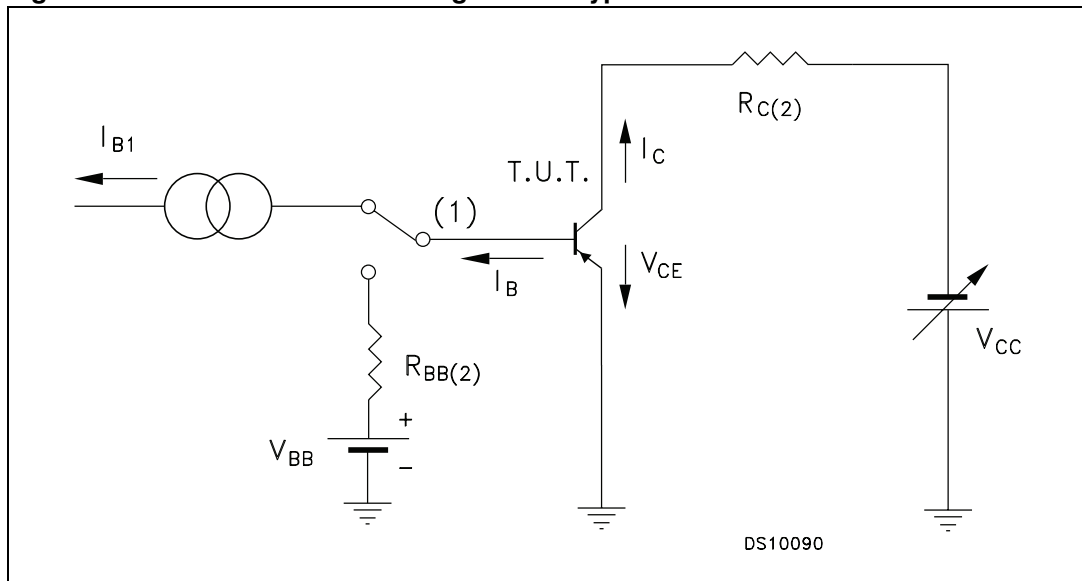 I_B1
T.U.T.
I_C
R_C(2)
(1)
I_B
V_CE
V_CC
R_BB(2)
V_BB
+
−
DS10090